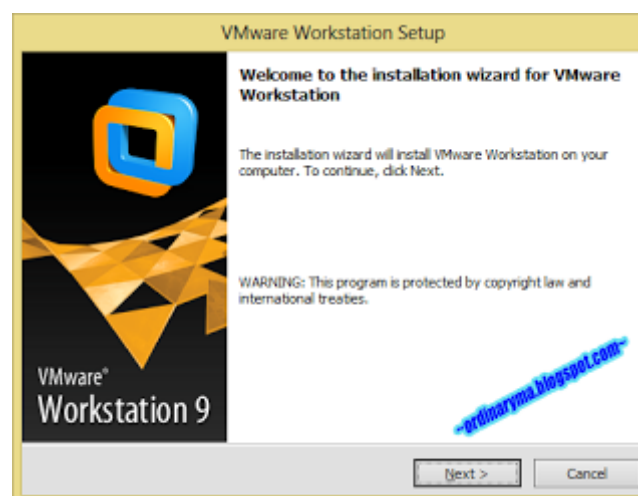 VMware Workstation Setup
Welcome to the installation wizard for VMware
Workstation
The installation wizard will install VMware Workstation on your
computer. To continue, click Next.
WARNING: This program is protected by copyright law and
international treaties.
~ordinaryma.blogspot.com~
VMware®
Workstation 9
Next >
Cancel